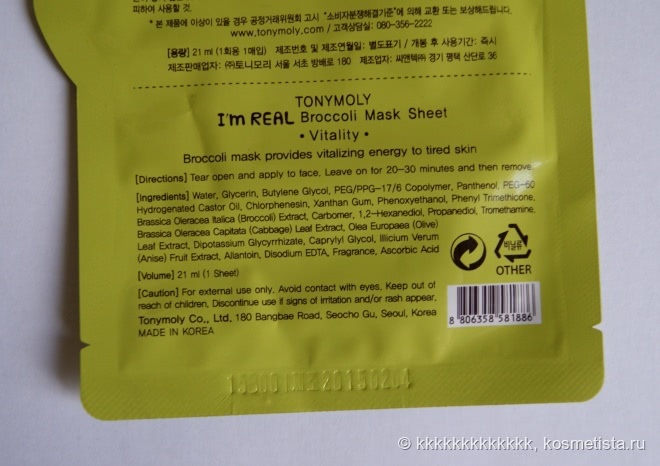 피하여 사용할 것.
* 본 제품에 이상이 있을 경우 공정거래위원회 고시 "소비자분쟁해결기준"에 의해 교환 또는 보상해드립니다.
www.tonymoly.com / 고객상담실: 080-356-2222
[용량] 21 ml (1회용 1매입) 제조번호 및 제조연월일: 별도표기 / 개봉 후 사용기간: 즉시
제조판매업자: ㈜토니모리 서울 서초 방배로 180 제조업자: 씨앤텍㈜ 경기 평택 산단로 36
TONYMOLY
I'm REAL Broccoli Mask Sheet
• Vitality •
Broccoli mask provides vitalizing energy to tired skin
[Directions] Tear open and apply to face. Leave on for 20-30 minutes and then remove.
[Ingredients] Water, Glycerin, Butylene Glycol, PEG/PPG-17/6 Copolymer, Panthenol, PEG-60
Hydrogenated Castor Oil, Chlorphenesin, Xanthan Gum, Phenoxyethanol, Phenyl Trimethicone,
Brassica Oleracea Italica (Broccoli) Extract, Carbomer, 1,2-Hexanediol, Propanediol, Tromethamine,
Brassica Oleracea Capitata (Cabbage) Leaf Extract, Olea Europaea (Olive)
Leaf Extract, Dipotassium Glycyrrhizate, Caprylyl Glycol, Illicium Verum
(Anise) Fruit Extract, Allantoin, Disodium EDTA, Fragrance, Ascorbic Acid
비닐류
OTHER
[Volume] 21 ml (1 Sheet)
[Caution] For external use only. Avoid contact with eyes. Keep out of
reach of children. Discontinue use if signs of irritation and/or rash appear.
Tonymoly Co., Ltd. 180 Bangbae Road, Seocho Gu, Seoul, Korea
MADE IN KOREA
8 806358 581886
20190204
© kkkkkkkkkkkkk, kosmetista.ru